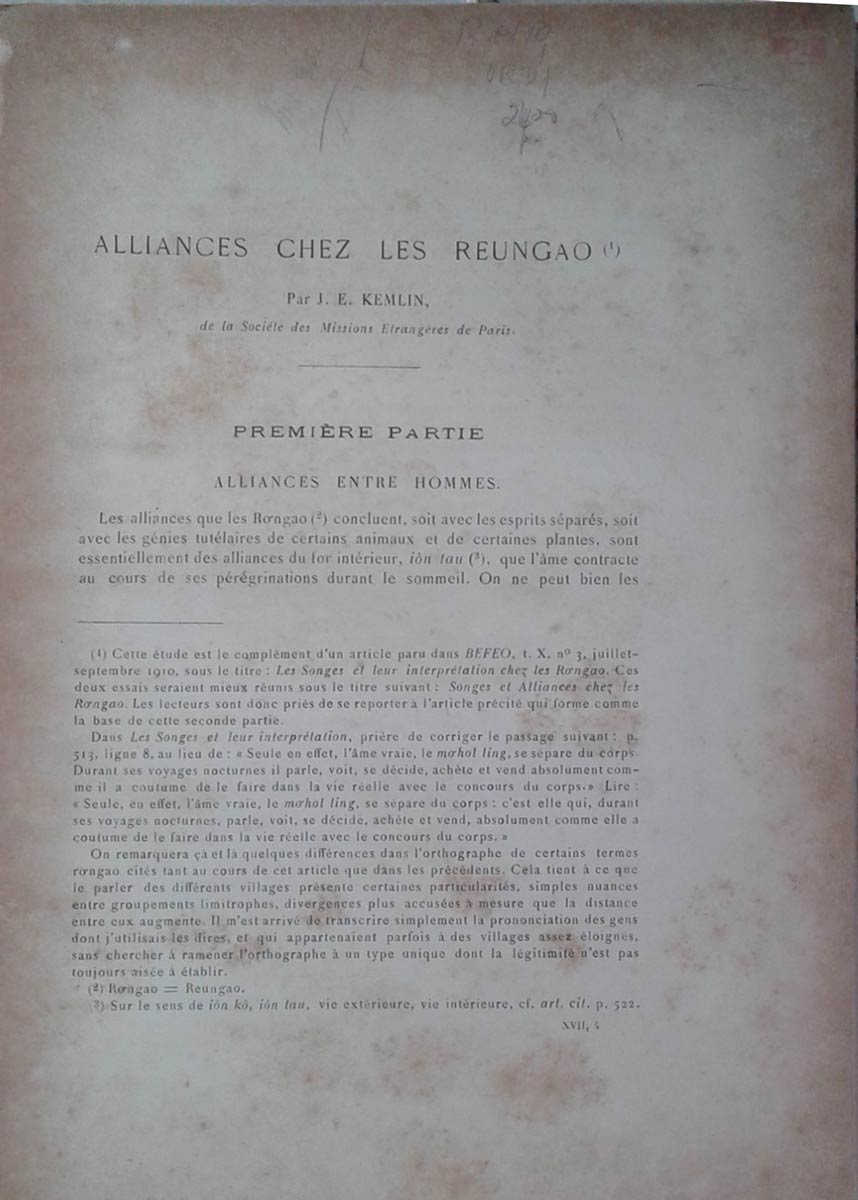 ALLIANCES CHEZ LES REUNGAO (1)
Par J. E. KEMLIN,
de la Société des Missions Etrangères de Paris.
PREMIÈRE PARTIE
ALLIANCES ENTRE HOMMES.
Les alliances que les Rơngao (2) concluent, soit avec les esprits séparés, soit
avec les génies tutélaires de certains animaux et de certaines plantes, sont
essentiellement des alliances du for intérieur, iôn tau (3), que l'âme contracte
au cours de ses pérégrinations durant le sommeil. On ne peut bien les
(1) Cette étude est le complément d'un article paru dans BEFEO, t. X, nº 3, juillet-
septembre 1910, sous le titre : Les Songes et leur interprétation chez les Rơngao. Ces
deux essais seraient mieux réunis sous le titre suivant : Songes et Alliances chez les
Rơngao. Les lecteurs sont donc priés de se reporter à l'article précité qui forme comme
la base de cette seconde partie.
Dans Les Songes et leur interprétation, prière de corriger le passage suivant : p.
513, ligne 8, au lieu de : « Seule en effet, l'âme vraie, le mơhol ling, se sépare du corps.
Durant ses voyages nocturnes il parle, voit, se décide, achète et vend absolument com-
me il a coutume de le faire dans la vie réelle avec le concours du corps.» Lire :
« Seule, en effet, l'âme vraie, le mơhol ling, se sépare du corps : c'est elle qui, durant
ses voyages nocturnes, parle, voit, se décide, achète et vend, absolument comme elle a
coutume de le faire dans la vie réelle avec le concours du corps. »
On remarquera çà et là quelques différences dans l'orthographe de certains termes
rơngao cités tant au cours de cet article que dans les précédents. Cela tient à ce que
le parler des différents villages présente certaines particularités, simples nuances
entre groupements limitrophes, divergences plus accusées à mesure que la distance
entre eux augmente. Il m'est arrivé de transcrire simplement la prononciation des gens
dont j'utilisais les dires, et qui appartenaient parfois à des villages assez éloignés,
sans chercher à ramener l'orthographe à un type unique dont la légitimité n'est pas
toujours aisée à établir.
(2) Rơngao = Reungao.
(3) Sur le sens de iôn kò, iôn tau, vie extérieure, vie intérieure, cf. art. cit. p. 522.
XVII, 4